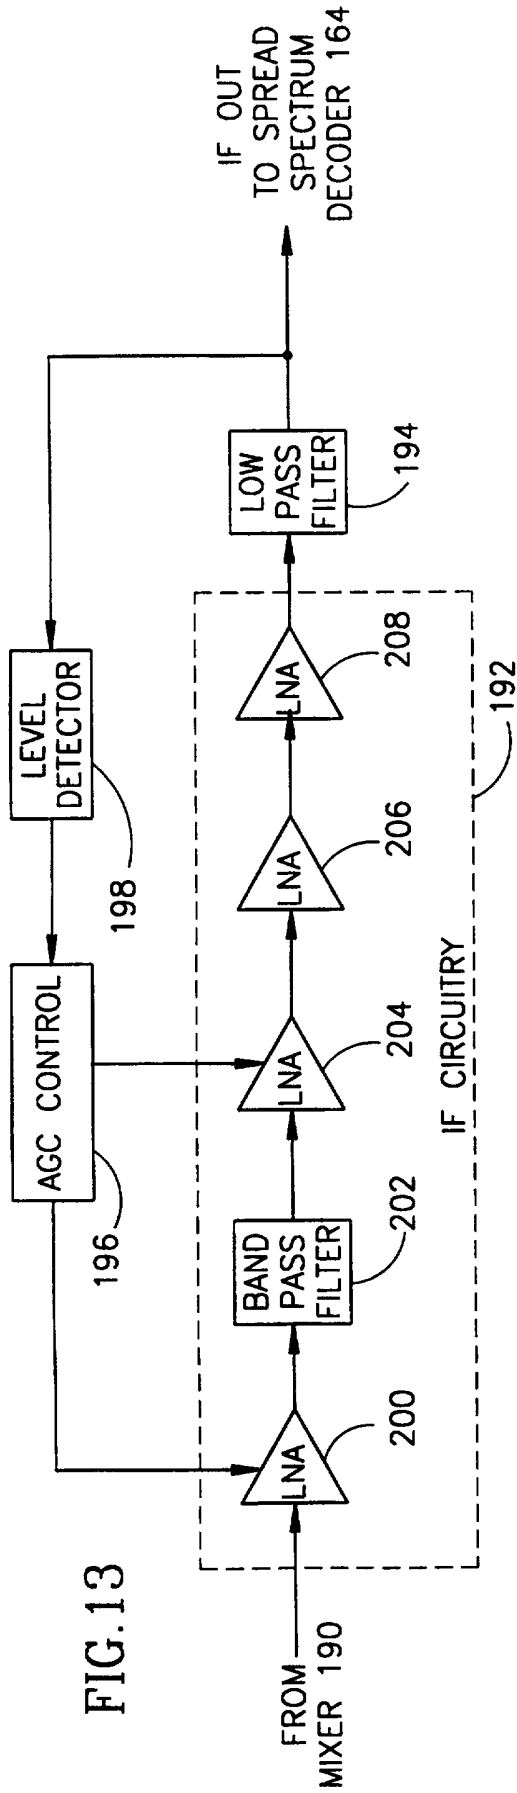 FIG.13
FROM
MIXER 190
LNA
200
BAND
PASS
FILTER
202
LNA
204
LNA
206
LNA
208
IF CIRCUITRY
192
LOW
PASS
FILTER
194
AGC CONTROL
196
LEVEL
DETECTOR
198
IF OUT
TO SPREAD
SPECTRUM
DECODER 164